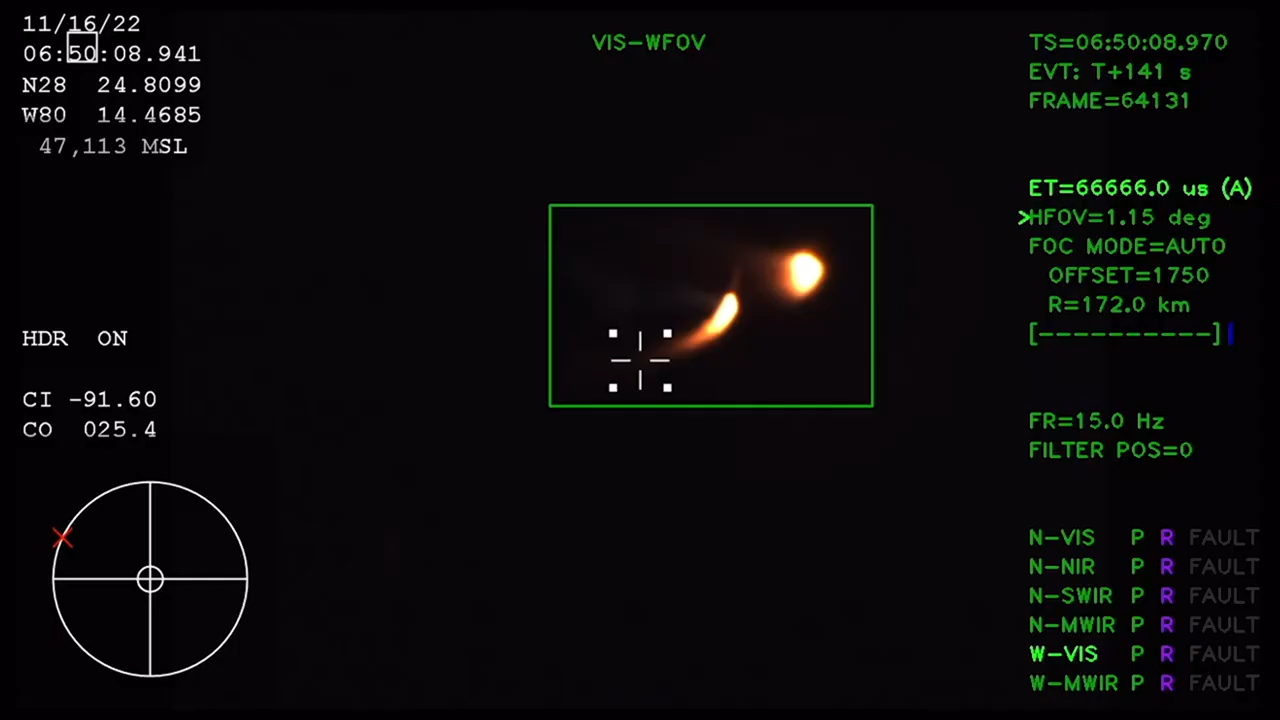 11/16/22
06:50:08.941
N28 24.8099
W80 14.4685
47,113 MSL
HDR ON
CI -91.60
CO 025.4
VIS-WFOV
TS=06:50:08.970
EVT: T+141 s
FRAME=64131
ET=66666.0 us (A)
>HFOV=1.15 deg
FOC MODE=AUTO
OFFSET=1750
R=172.0 km
[----------]
FR=15.0 Hz
FILTER POS=0
N-VIS P R FAULT
N-NIR P R FAULT
N-SWIR P R FAULT
N-MWIR P R FAULT
W-VIS P R FAULT
W-MWIR P R FAULT